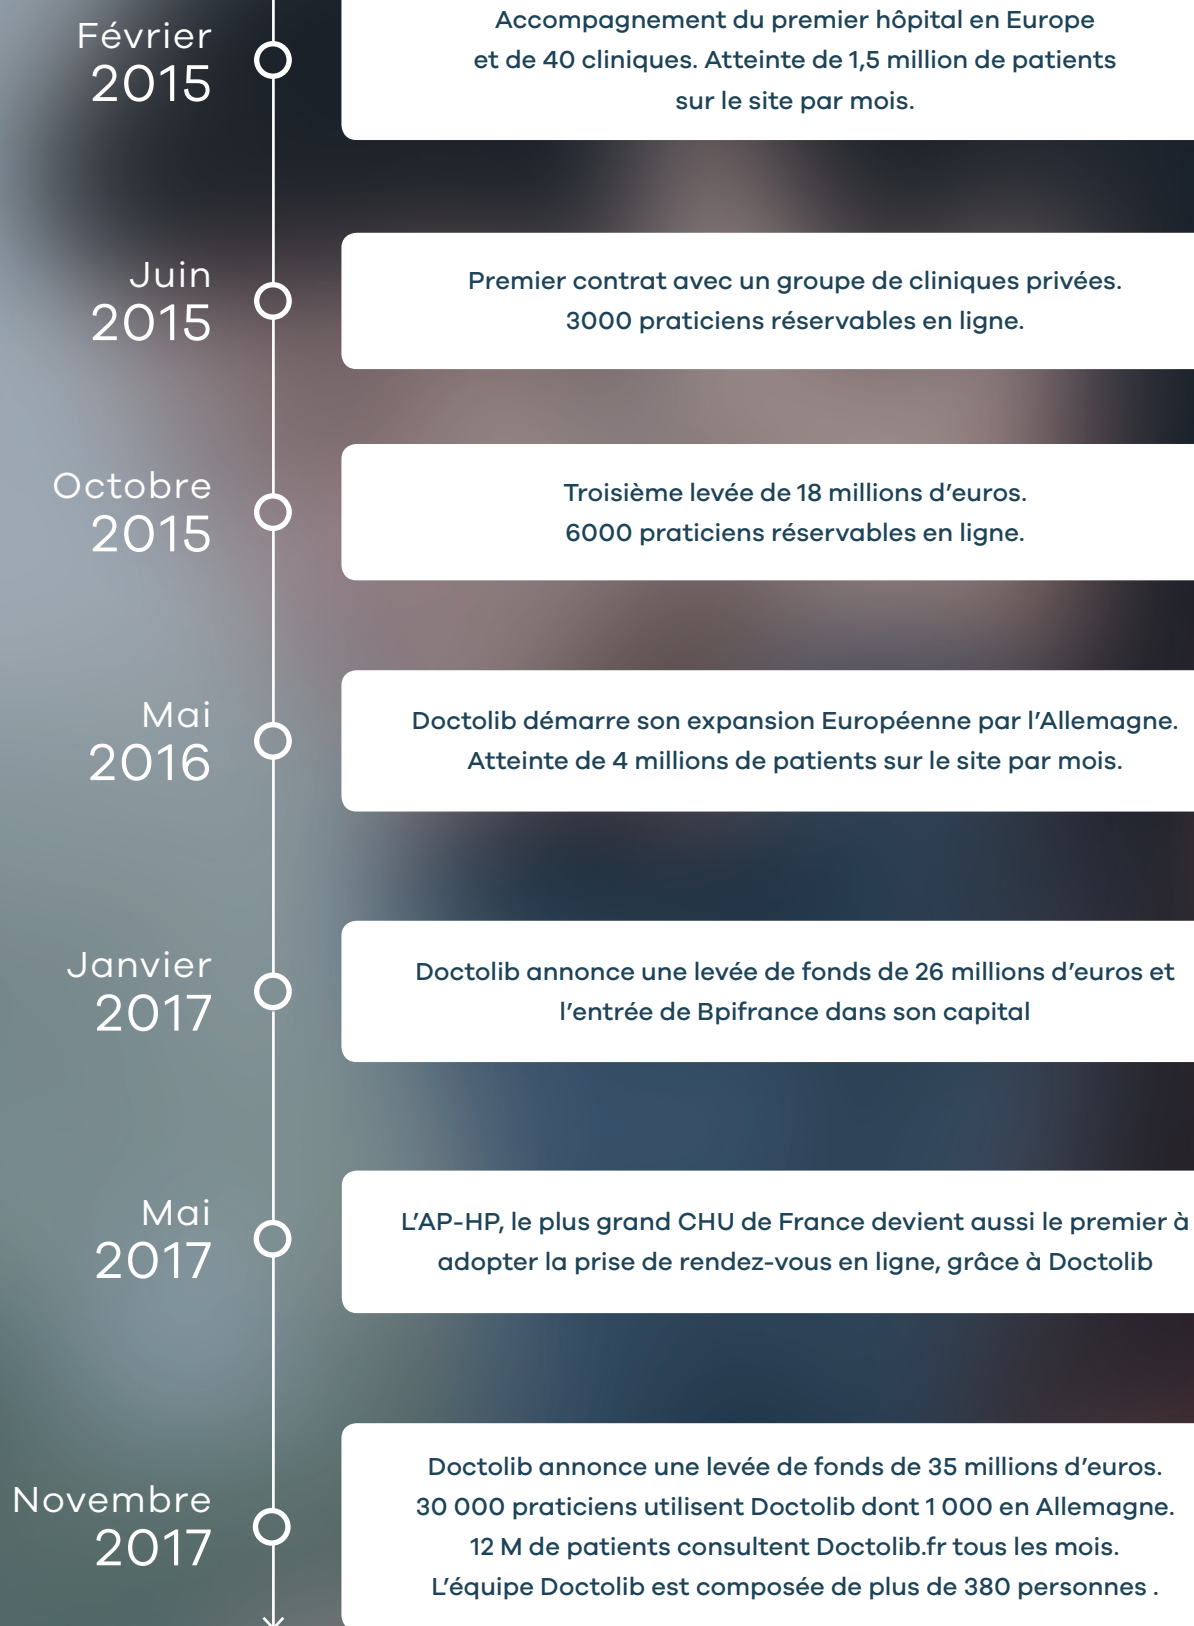 Février
2015
Accompagnement du premier hôpital en Europe
et de 40 cliniques. Atteinte de 1,5 million de patients
sur le site par mois.
Juin
2015
Premier contrat avec un groupe de cliniques privées.
3000 praticiens réservables en ligne.
Octobre
2015
Troisième levée de 18 millions d’euros.
6000 praticiens réservables en ligne.
Mai
2016
Doctolib démarre son expansion Européenne par l’Allemagne.
Atteinte de 4 millions de patients sur le site par mois.
Janvier
2017
Doctolib annonce une levée de fonds de 26 millions d’euros et
l’entrée de Bpifrance dans son capital
Mai
2017
L’AP-HP, le plus grand CHU de France devient aussi le premier à
adopter la prise de rendez-vous en ligne, grâce à Doctolib
Novembre
2017
Doctolib annonce une levée de fonds de 35 millions d’euros.
30 000 praticiens utilisent Doctolib dont 1 000 en Allemagne.
12 M de patients consultent Doctolib.fr tous les mois.
L’équipe Doctolib est composée de plus de 380 personnes .